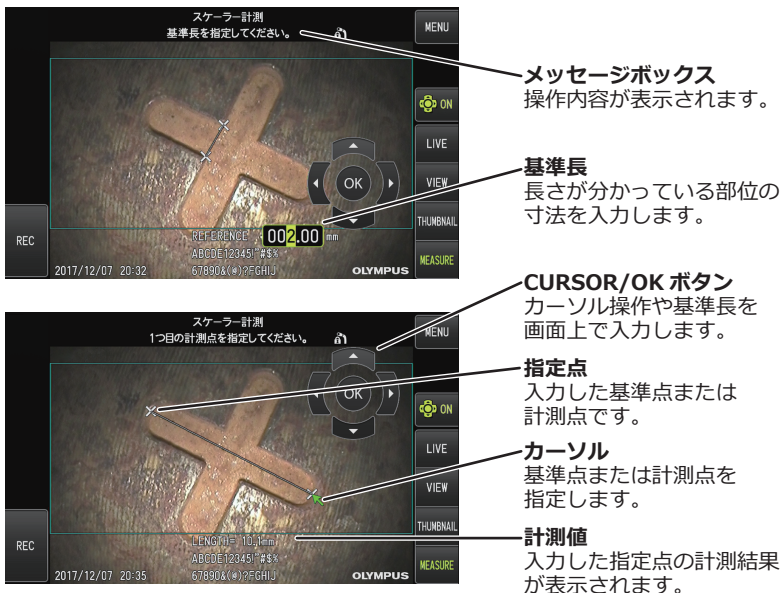 スケーラー計測
基準長を指定してください。
MENU
ON
LIVE
OK
VIEW
THUMBNAIL
REC
REFERENCE 002.00 mm
ABCDE12345!"#$%
67890&(@)?FGHIJ
2017/12/07 20:32
OLYMPUS
MEASURE
メッセージボックス
操作内容が表示されます。
基準長
長さが分かっている部位の
寸法を入力します。
スケーラー計測
1つ目の計測点を指定してください。
MENU
OK
ON
LIVE
VIEW
THUMBNAIL
REC
LENGTH= 10.1mm
ABCDE12345!"#$%
67890&(@)?FGHIJ
2017/12/07 20:35
OLYMPUS
MEASURE
CURSOR/OK ボタン
カーソル操作や基準長を
画面上で入力します。
指定点
入力した基準点または
計測点です。
カーソル
基準点または計測点を
指定します。
計測値
入力した指定点の計測結果
が表示されます。